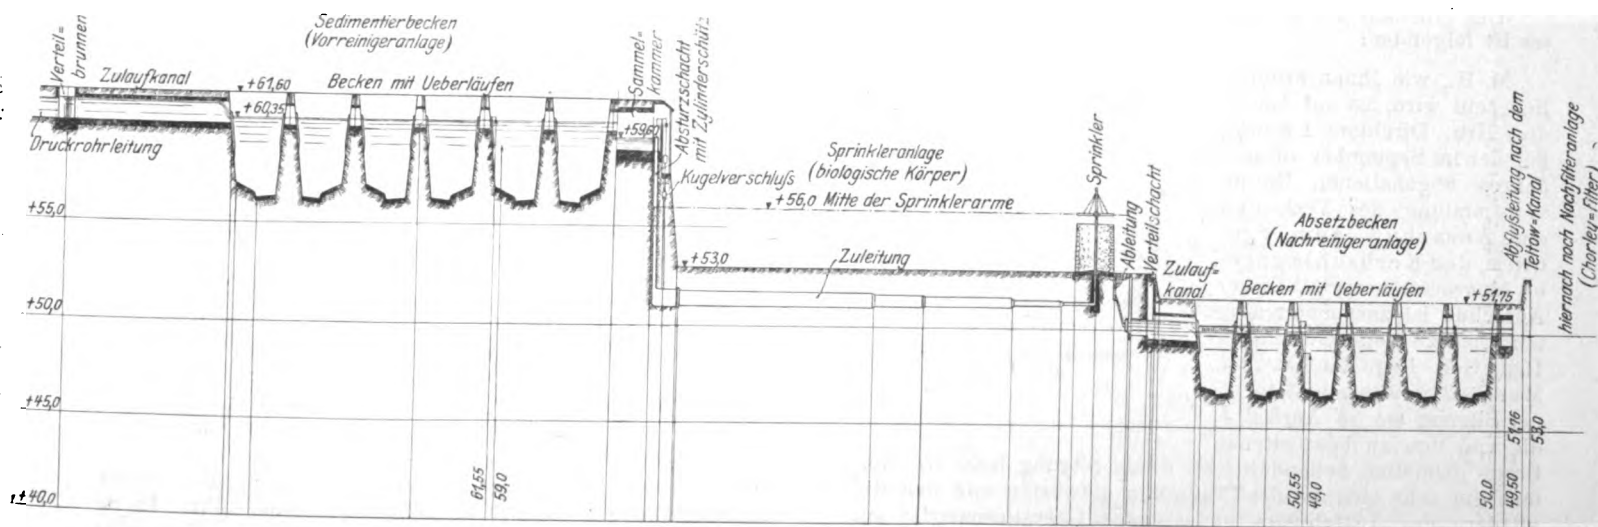 Verteil=
brunnen
Zulaufkanal
Druckrohrleitung
Sedimentierbecken
(Vorreinigeranlage)
+61,60
+60,35
Becken mit Ueberläufen
Sammel=
kammer
+59,60
Absturzschacht
mit Zylinderschütz
Kugelverschluß
Sprinkleranlage
(biologische Körper)
+56,0 Mitte der Sprinklerarme
+53,0
Zuleitung
Sprinkler
Ableitung
Verteilschacht
Zulauf=
kanal
Absetzbecken
(Nachreinigeranlage)
Becken mit Ueberläufen
+51,75
Abflußleitung nach dem
Teltow=Kanal
hiernach noch Nachfilteranlage
(Chorley=Filter)
+55,0
+50,0
+45,0
+40,0
61,55
59,0
50,55
49,0
50,0
49,50
51,16
53,0